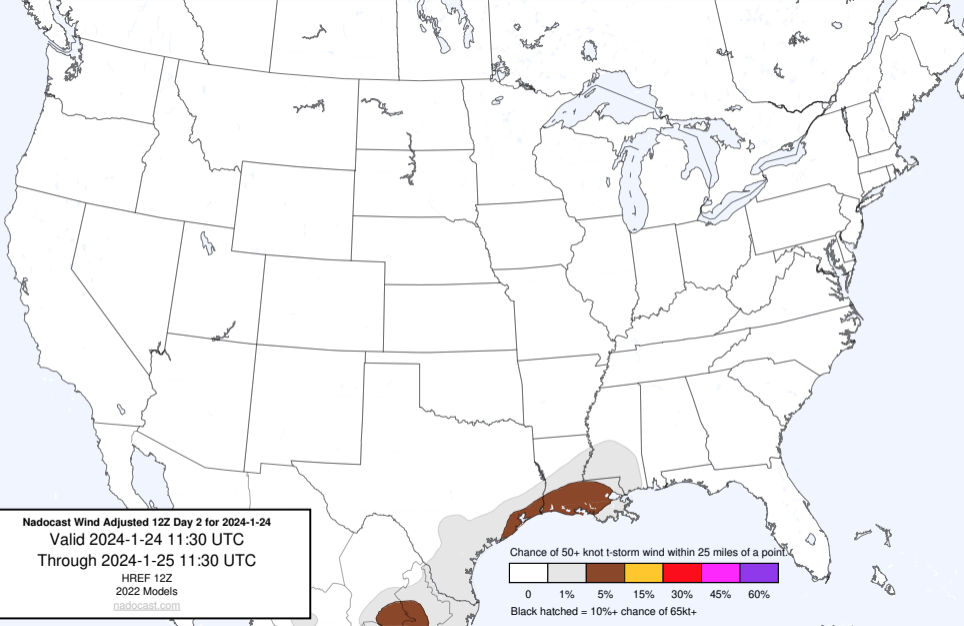 Nadocast Wind Adjusted 12Z Day 2 for 2024-1-24
Valid 2024-1-24 11:30 UTC
Through 2024-1-25 11:30 UTC
HREF 12Z
2022 Models
nadocast.com
Chance of 50+ knot t-storm wind within 25 miles of a point.
0 1% 5% 15% 30% 45% 60%
Black hatched = 10%+ chance of 65kt+